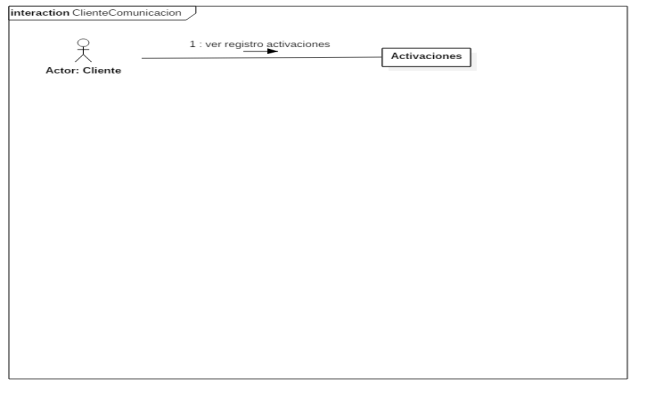 interaction ClienteComunicacion
1 : ver registro activaciones
Activaciones
Actor: Cliente